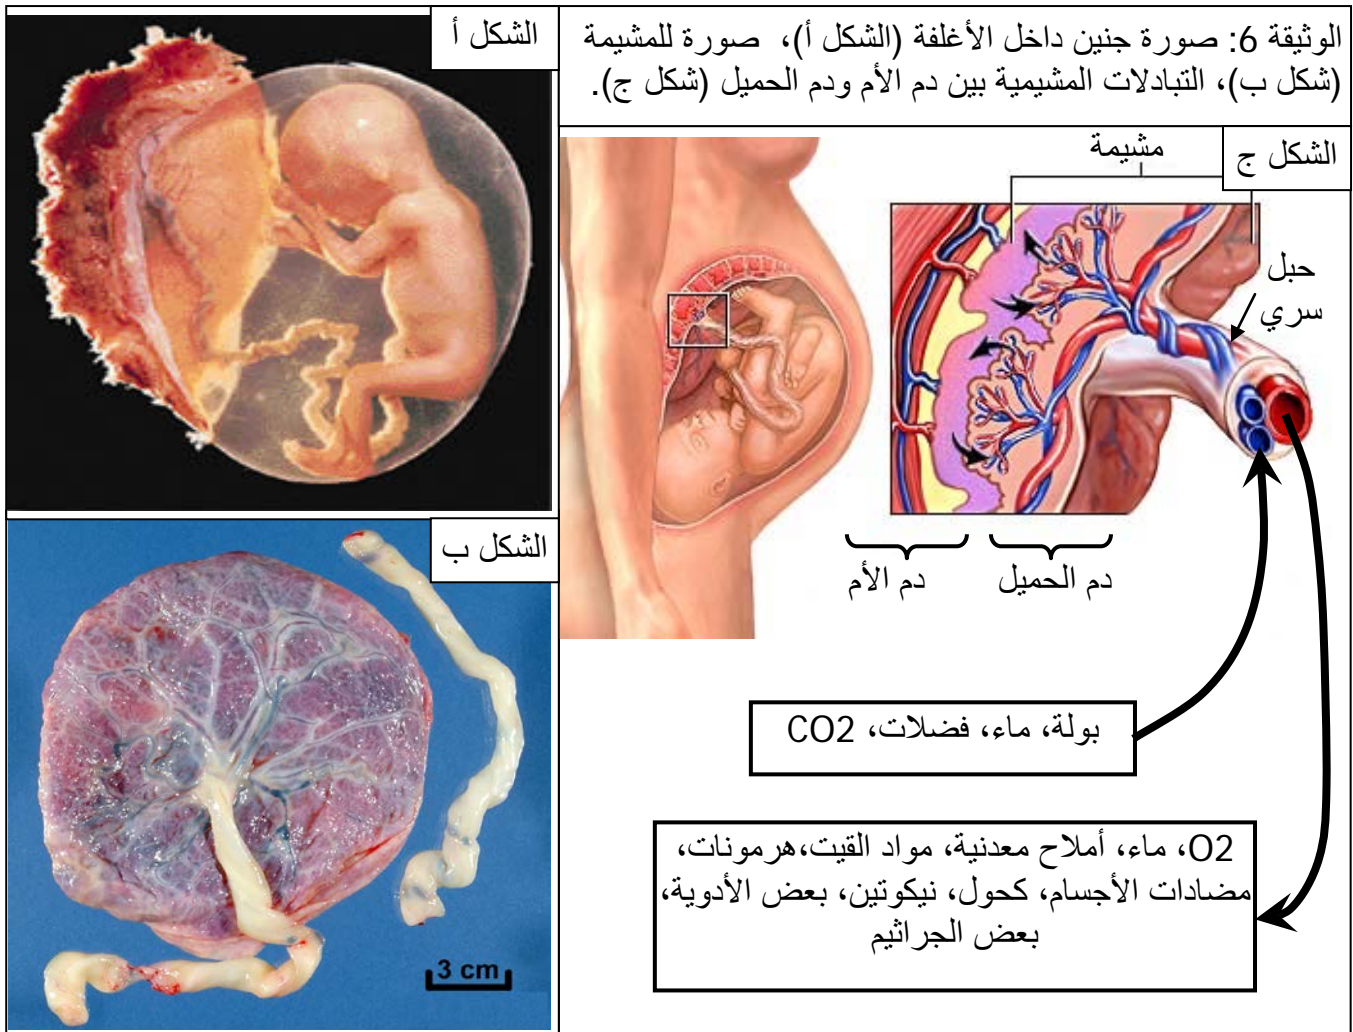 الوثيقة 6: صورة جنين داخل الأغلفة (الشكل أ)، صورة للمشيمة
(شكل ب)، التبادلات المشيمية بين دم الأم ودم الحميل (شكل ج).
الشكل أ
الشكل ج
مشيمة
حبل
سري
دم الحميل
دم الأم
بولة، ماء، فضلات، CO2
O2، ماء، أملاح معدنية، مواد القيت،هرمونات،
مضادات الأجسام، كحول، نيكوتين، بعض الأدوية،
بعض الجراثيم
الشكل ب
3 cm